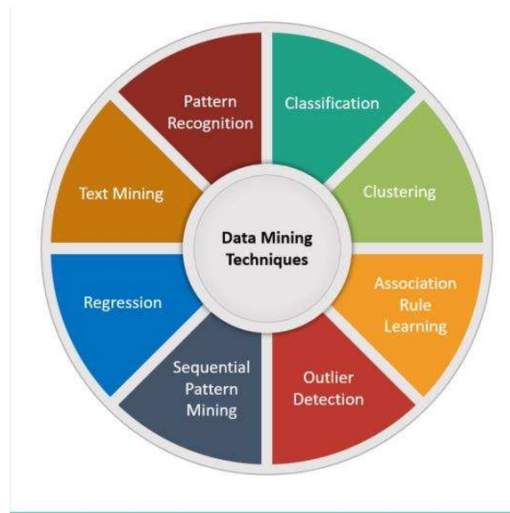 Data Mining
Techniques
Classification
Clustering
Association
Rule
Learning
Outlier
Detection
Sequential
Pattern
Mining
Regression
Text Mining
Pattern
Recognition